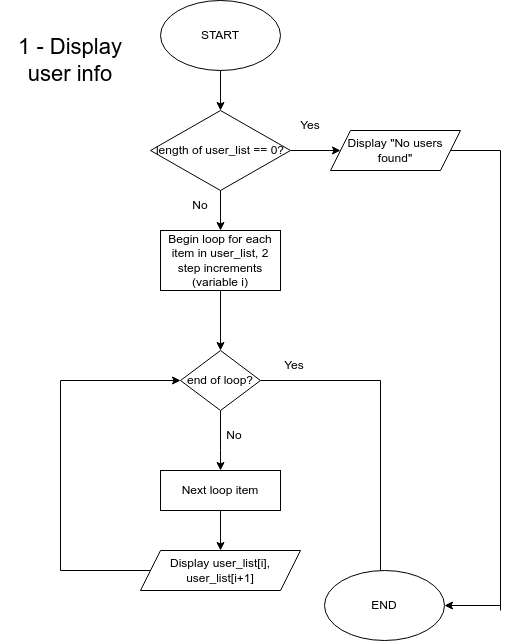 START
1 - Display
user info
Yes
length of user_list == 0?
Display "No users
found"
No
Begin loop for each
item in user_list, 2
step increments
(variable i)
Yes
end of loop?
No
Next loop item
Display user_list[i],
user_list[i+1]
END